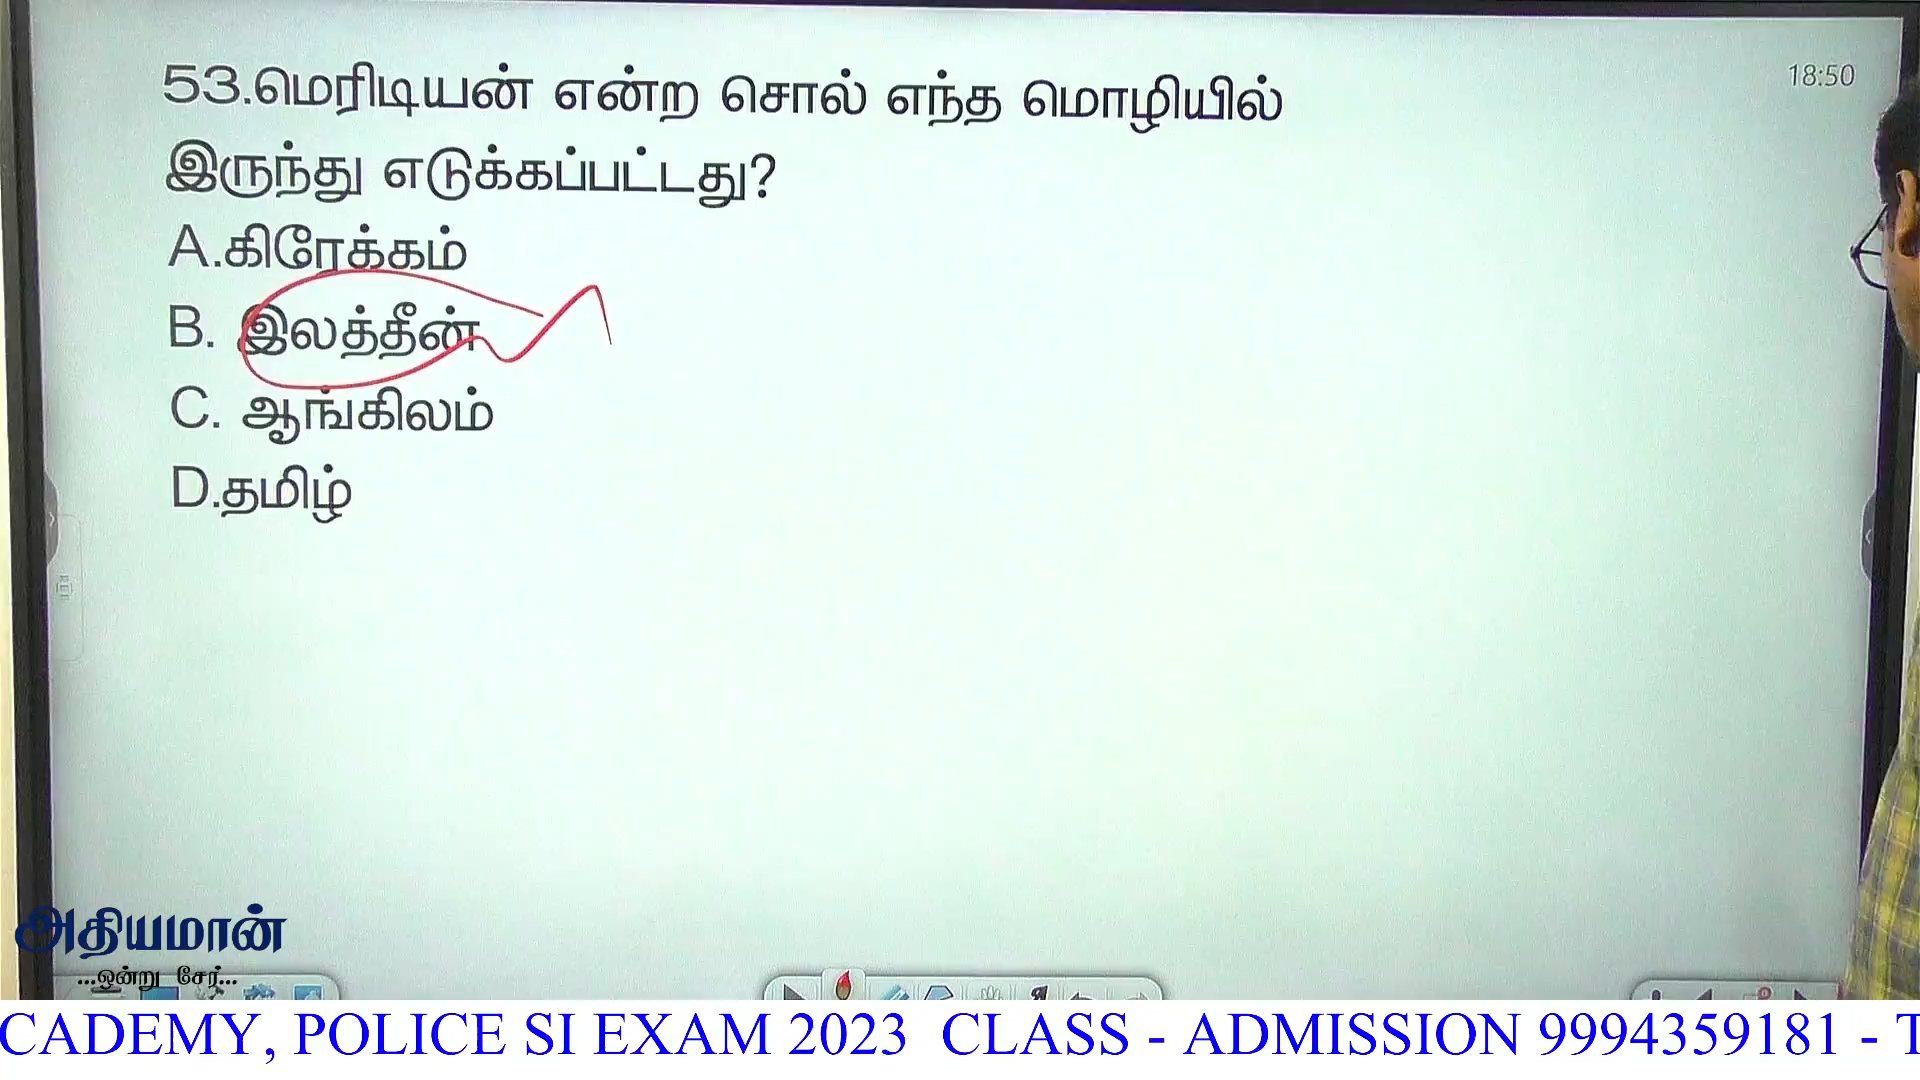 18:50
53.மெரிடியன் என்ற சொல் எந்த மொழியில்
இருந்து எடுக்கப்பட்டது?
A.கிரேக்கம்
B. இலத்தீன்
C. ஆங்கிலம்
D.தமிழ்
அதியமான்
...ஒன்று சேர்...
CADEMY, POLICE SI EXAM 2023 CLASS - ADMISSION 9994359181 - T